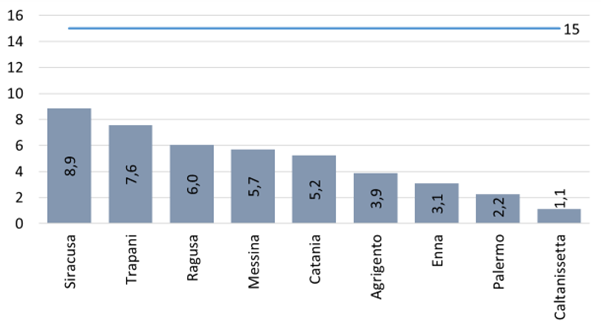 16
14
12
10
8
6
4
2
0
15
8,9
7,6
6,0
5,7
5,2
3,9
3,1
2,2
1,1
Siracusa
Trapani
Ragusa
Messina
Catania
Agrigento
Enna
Palermo
Caltanissetta